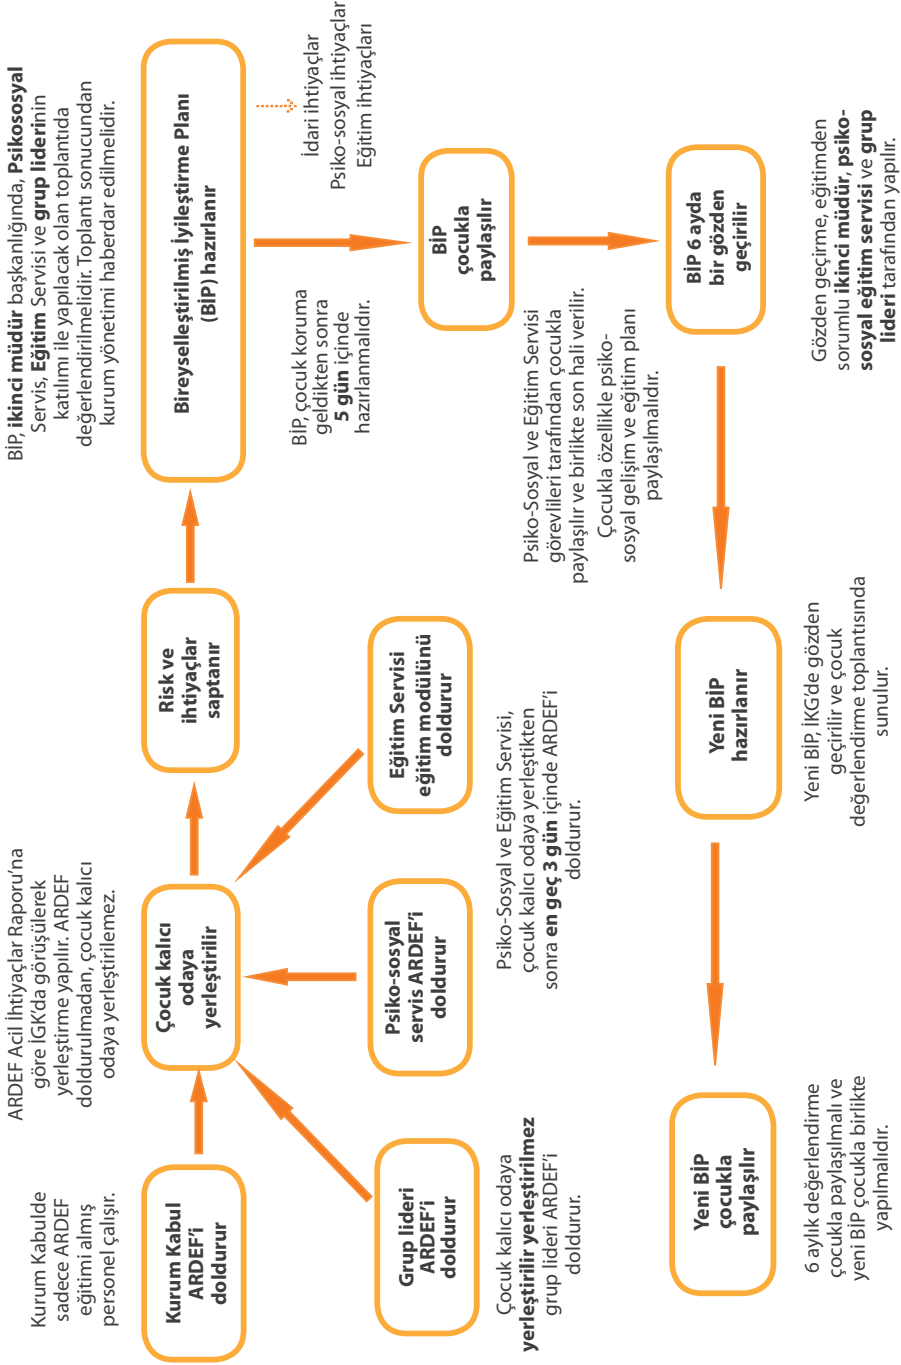 Kurum Kabulde
sadece ARDEF
eğitimi almış
personel çalışır.
Kurum Kabul
ARDEF'i
doldurur
ARDEF Acil İhtiyaçlar Raporu'na
göre İGK'da görüşülerek
yerleştirme yapılır. ARDEF
doldurulmadan, çocuk kalıcı
odaya yerleştirilemez.
Çocuk kalıcı
odaya
yerleştirilir
Risk ve
ihtiyaçlar
saptanır
BİP, ikinci müdür başkanlığında, Psikososyal
Servis, Eğitim Servisi ve grup liderinin
katılımı ile yapılacak olan toplantıda
değerlendirilmelidir. Toplantı sonucundan
kurum yönetimi haberdar edilmelidir.
Bireyselleştirilmiş İyileştirme Planı
(BİP) hazırlanır
İdari ihtiyaçlar
Psiko-sosyal ihtiyaçlar
Eğitim ihtiyaçları
Grup lideri
ARDEF'i
doldurur
Çocuk kalıcı odaya
yerleştirilir yerleştirilmez
grup lideri ARDEF'i
doldurur.
Psiko-sosyal
servis ARDEF'i
doldurur
Eğitim Servisi
eğitim modülünü
doldurur
Psiko-Sosyal ve Eğitim Servisi,
çocuk kalıcı odaya yerleştikten
sonra en geç 3 gün içinde ARDEF'i
doldurur.
BİP, çocuk koruma
geldikten sonra
5 gün içinde
hazırlanmalıdır.
BİP
çocukla
paylaşılır
Psiko-Sosyal ve Eğitim Servisi
görevlileri tarafından çocukla
paylaşılır ve birlikte son hali verilir.
Çocukla özellikle psiko-
sosyal gelişim ve eğitim planı
paylaşılmalıdır.
BİP 6 ayda
bir gözden
geçirilir
Gözden geçirme, eğitimden
sorumlu ikinci müdür, psiko-
sosyal eğitim servisi ve grup
lideri tarafından yapılır.
Yeni BİP
hazırlanır
Yeni BİP, İKG'de gözden
geçirilir ve çocuk
değerlendirme toplantısında
sunulur.
Yeni BİP
çocukla
paylaşılır
6 aylık değerlendirme
çocukla paylaşılmalı ve
yeni BİP çocukla birlikte
yapılmalıdır.